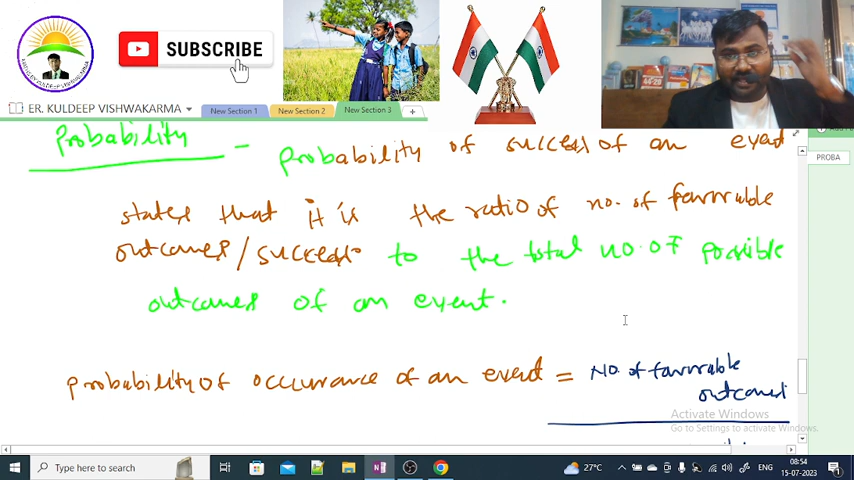 SUBSCRIBE
ER. KULDEEP VISHWAKARMA
New Section 1
New Section 2
New Section 3
+
Probability - probability of success of an event
states that it is the ratio of no. of favorable
outcomes/success to the total no. of possible
outcomes of an event.
PROBA
probability of occurrance of an event = No. of favorable
outcomes
Activate Windows
Go to Settings to activate Windows.
Type here to search
27°C
ENG
08:54
15-07-2023